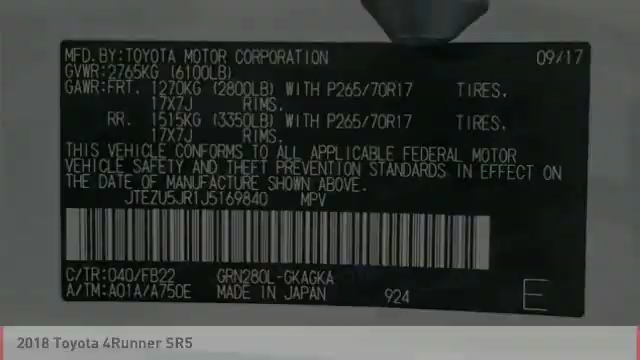 MFD. BY: TOYOTA MOTOR CORPORATION 09/17
GVWR: 2765KG (6100LB)
GAWR: FRT. 1270KG (2800LB) WITH P265/70R17 TIRES.
17X7J RIMS.
RR. 1515KG (3350LB) WITH P265/70R17 TIRES.
17X7J RIMS.
THIS VEHICLE CONFORMS TO ALL APPLICABLE FEDERAL MOTOR
VEHICLE SAFETY AND THEFT PREVENTION STANDARDS IN EFFECT ON
THE DATE OF MANUFACTURE SHOWN ABOVE.
JTEZU5JR1J5169840 MPV
C/TR: 040/FB22 GRN280L-GKAGKA
A/TM: A01A/A750E MADE IN JAPAN 924 E
2018 Toyota 4Runner SR5